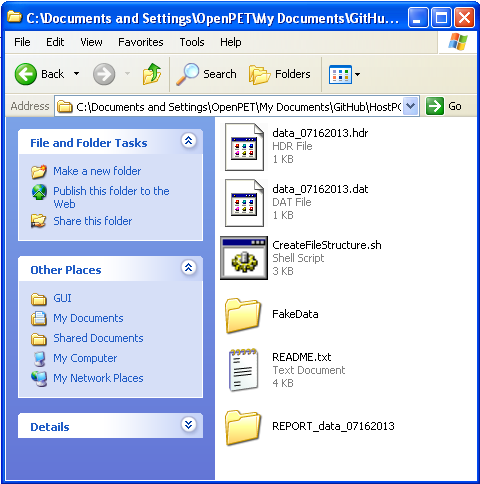 C:\Documents and Settings\OpenPET\My Documents\GitHu...
File Edit View Favorites Tools Help
Back Search Folders
Address C:\Documents and Settings\OpenPET\My Documents\GitHub\HostPC Go
File and Folder Tasks
Make a new folder
Publish this folder to the
Web
Share this folder
Other Places
GUI
My Documents
Shared Documents
My Computer
My Network Places
Details
data_07162013.hdr
HDR File
1 KB
data_07162013.dat
DAT File
1 KB
CreateFileStructure.sh
Shell Script
3 KB
FakeData
README.txt
Text Document
4 KB
REPORT_data_07162013